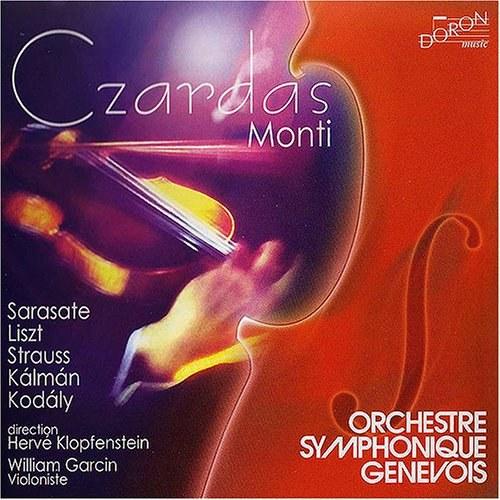 DORON
music
Czardas
Monti
Sarasate
Liszt
Strauss
Kálmán
Kodály
direction
Hervé Klopfenstein
William Garcin
Violoniste
ORCHESTRE
SYMPHONIQUE
GENEVOIS